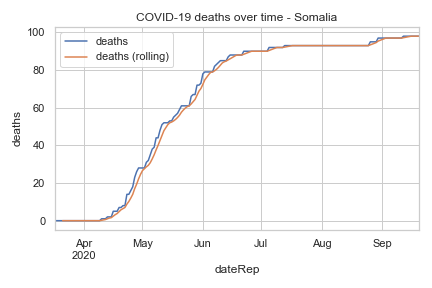 COVID-19 deaths over time - Somalia
deaths
deaths (rolling)
100
80
60
40
20
0
deaths
Apr
2020
May
Jun
Jul
Aug
Sep
dateRep